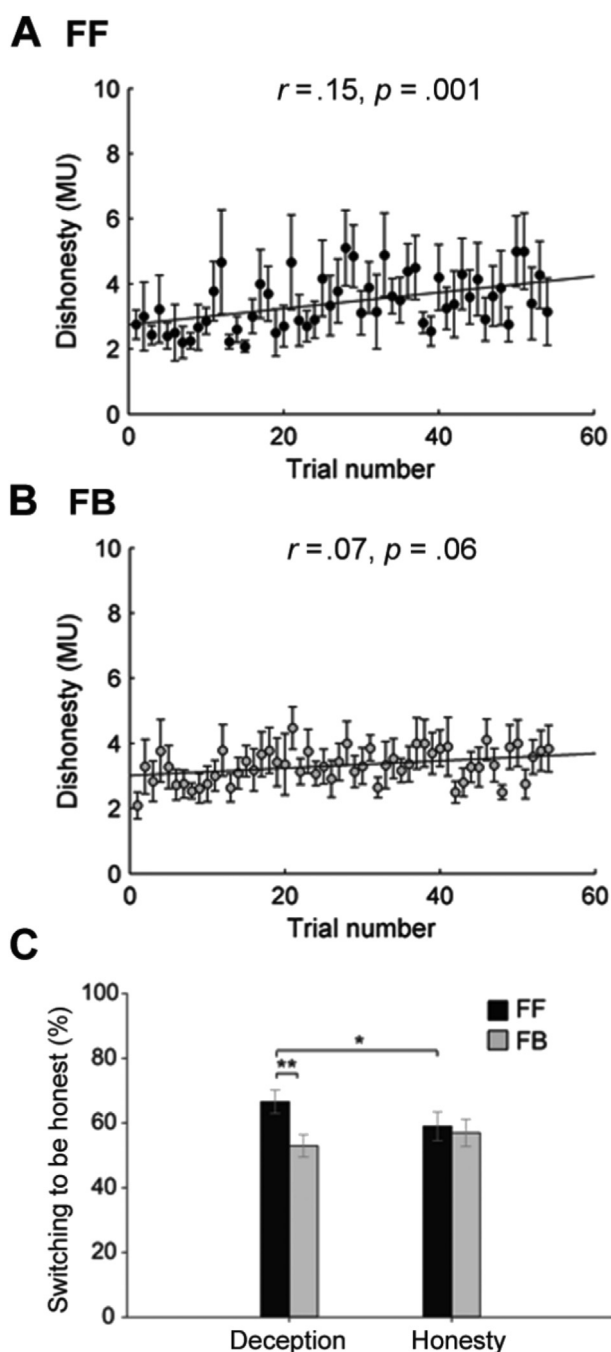 A FF
r = .15, p = .001
10
8
6
4
2
0
Dishonesty (MU)
0 20 40 60
Trial number
B FB
r = .07, p = .06
10
8
6
4
2
0
Dishonesty (MU)
0 20 40 60
Trial number
C
100
80
60
40
20
0
Switching to be honest (%)
FF
FB
*
**
Deception Honesty